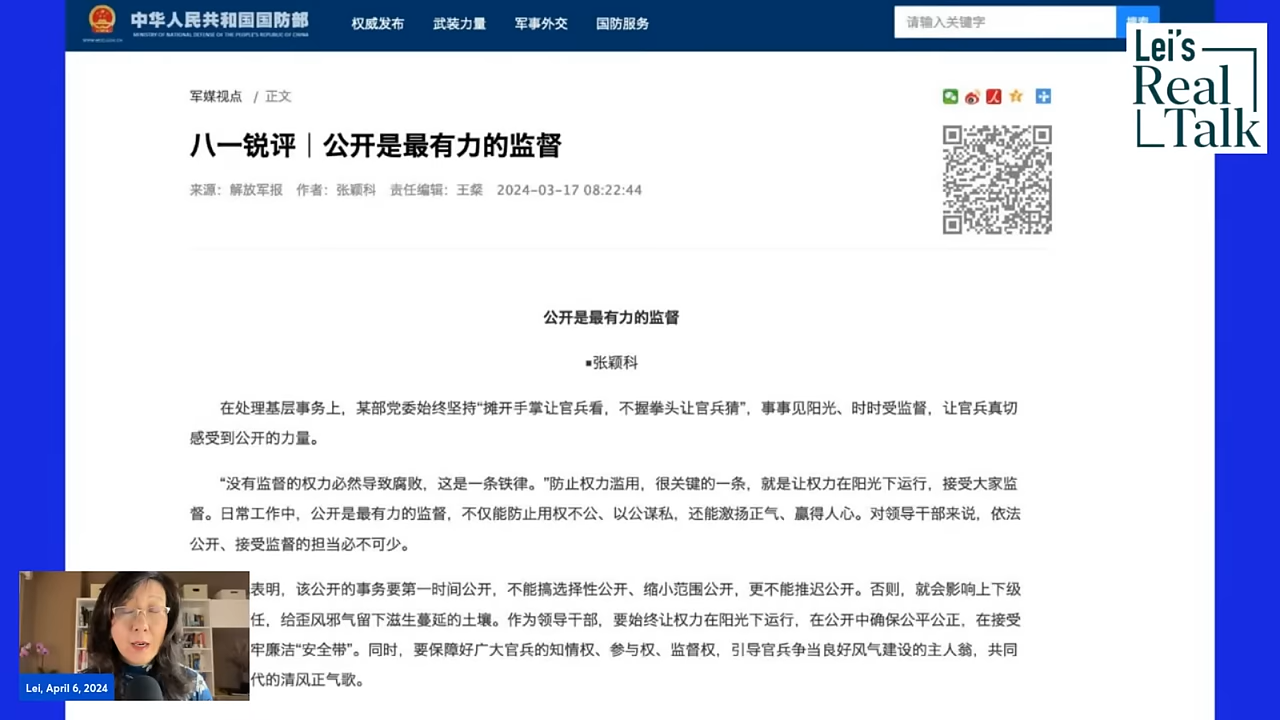 中华人民共和国国防部
MINISTRY OF NATIONAL DEFENSE OF THE PEOPLE'S REPUBLIC OF CHINA
权威发布 武装力量 军事外交 国防服务
请输入关键字
Lei's
Real
Talk
军媒视点 / 正文
八一锐评｜公开是最有力的监督
来源：解放军报 作者：张颖科 责任编辑：王粲 2024-03-17 08:22:44
公开是最有力的监督
■张颖科
在处理基层事务上，某部党委始终坚持“摊开手掌让官兵看，不握拳头让官兵猜”，事事见阳光、时时受监督，让官兵真切
感受到公开的力量。
“没有监督的权力必然导致腐败，这是一条铁律。”防止权力滥用，很关键的一条，就是让权力在阳光下运行，接受大家监
督。日常工作中，公开是最有力的监督，不仅能防止用权不公、以公谋私，还能激扬正气、赢得人心。对领导干部来说，依法
公开、接受监督的担当必不可少。
表明，该公开的事务要第一时间公开，不能搞选择性公开、缩小范围公开，更不能推迟公开。否则，就会影响上下级
任，给歪风邪气留下滋生蔓延的土壤。作为领导干部，要始终让权力在阳光下运行，在公开中确保公平公正，在接受
牢廉洁“安全带”。同时，要保障好广大官兵的知情权、参与权、监督权，引导官兵争当良好风气建设的主人翁，共同
代的清风正气歌。
Lei, April 6, 2024